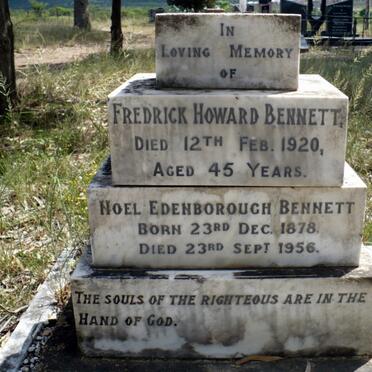 In
Loving Memory
of
Fredrick Howard Bennett,
Died 12th Feb. 1920,
Aged 45 Years.
Noel Edenborough Bennett
Born 23rd Dec. 1878.
Died 23rd Sept 1956.
The souls of the righteous are in the
Hand of God.